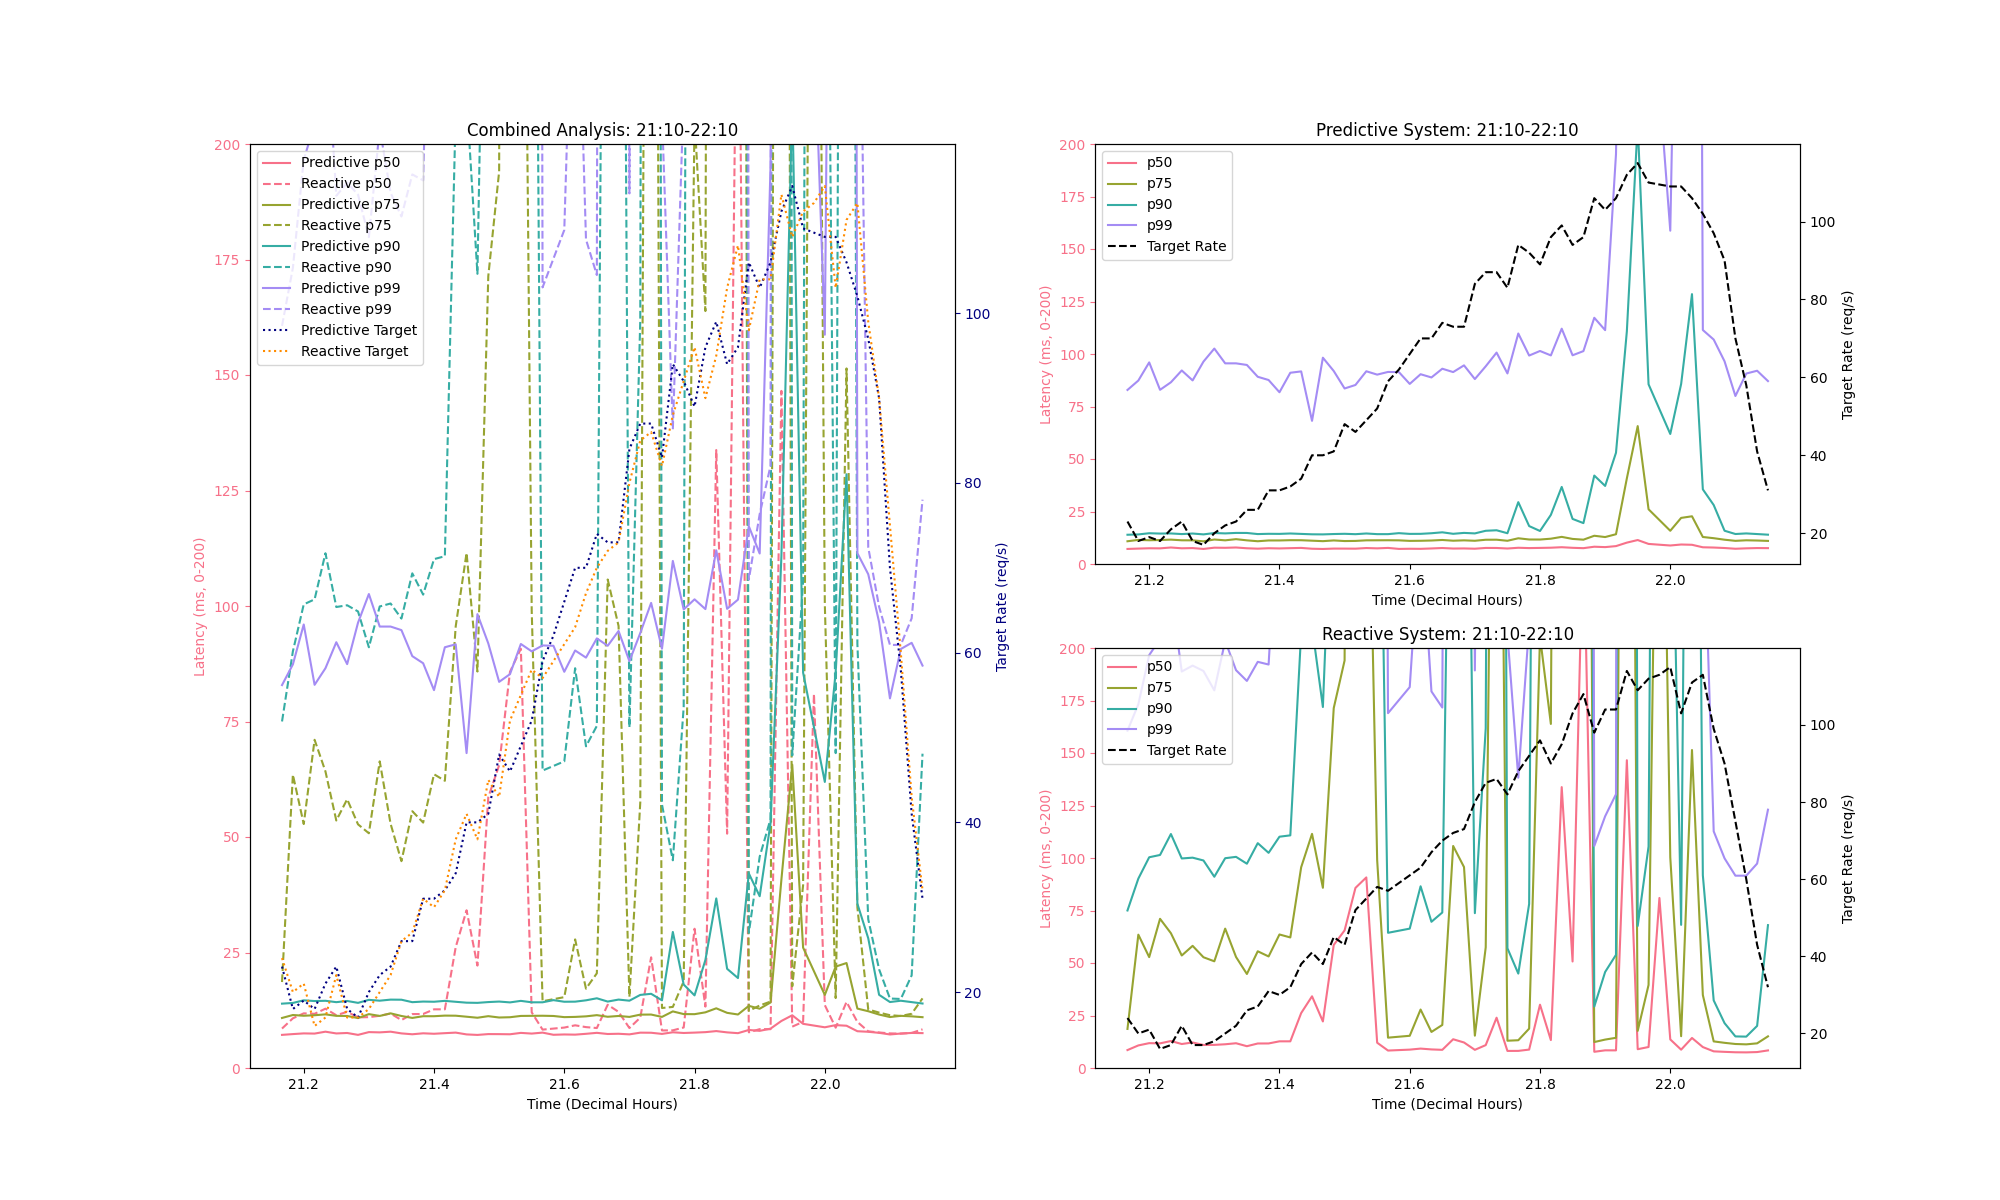 Combined Analysis: 21:10-22:10
200
175
150
125
100
75
50
25
0
Latency (ms, 0-200)
Predictive p50
Reactive p50
Predictive p75
Reactive p75
Predictive p90
Reactive p90
Predictive p99
Reactive p99
Predictive Target
Reactive Target
100
80
60
40
20
Target Rate (req/s)
21.2 21.4 21.6 21.8 22.0
Time (Decimal Hours)
Predictive System: 21:10-22:10
200
175
150
125
100
75
50
25
0
Latency (ms, 0-200)
p50
p75
p90
p99
Target Rate
100
80
60
40
20
Target Rate (req/s)
21.2 21.4 21.6 21.8 22.0
Time (Decimal Hours)
Reactive System: 21:10-22:10
200
175
150
125
100
75
50
25
0
Latency (ms, 0-200)
p50
p75
p90
p99
Target Rate
100
80
60
40
20
Target Rate (req/s)
21.2 21.4 21.6 21.8 22.0
Time (Decimal Hours)